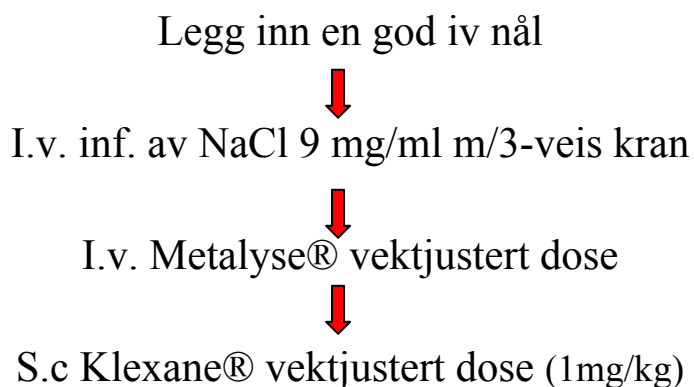 Legg inn en god iv nål
I.v. inf. av NaCl 9 mg/ml m/3-veis kran
I.v. Metalyse® vektjustert dose
S.c Klexane® vektjustert dose (1mg/kg)